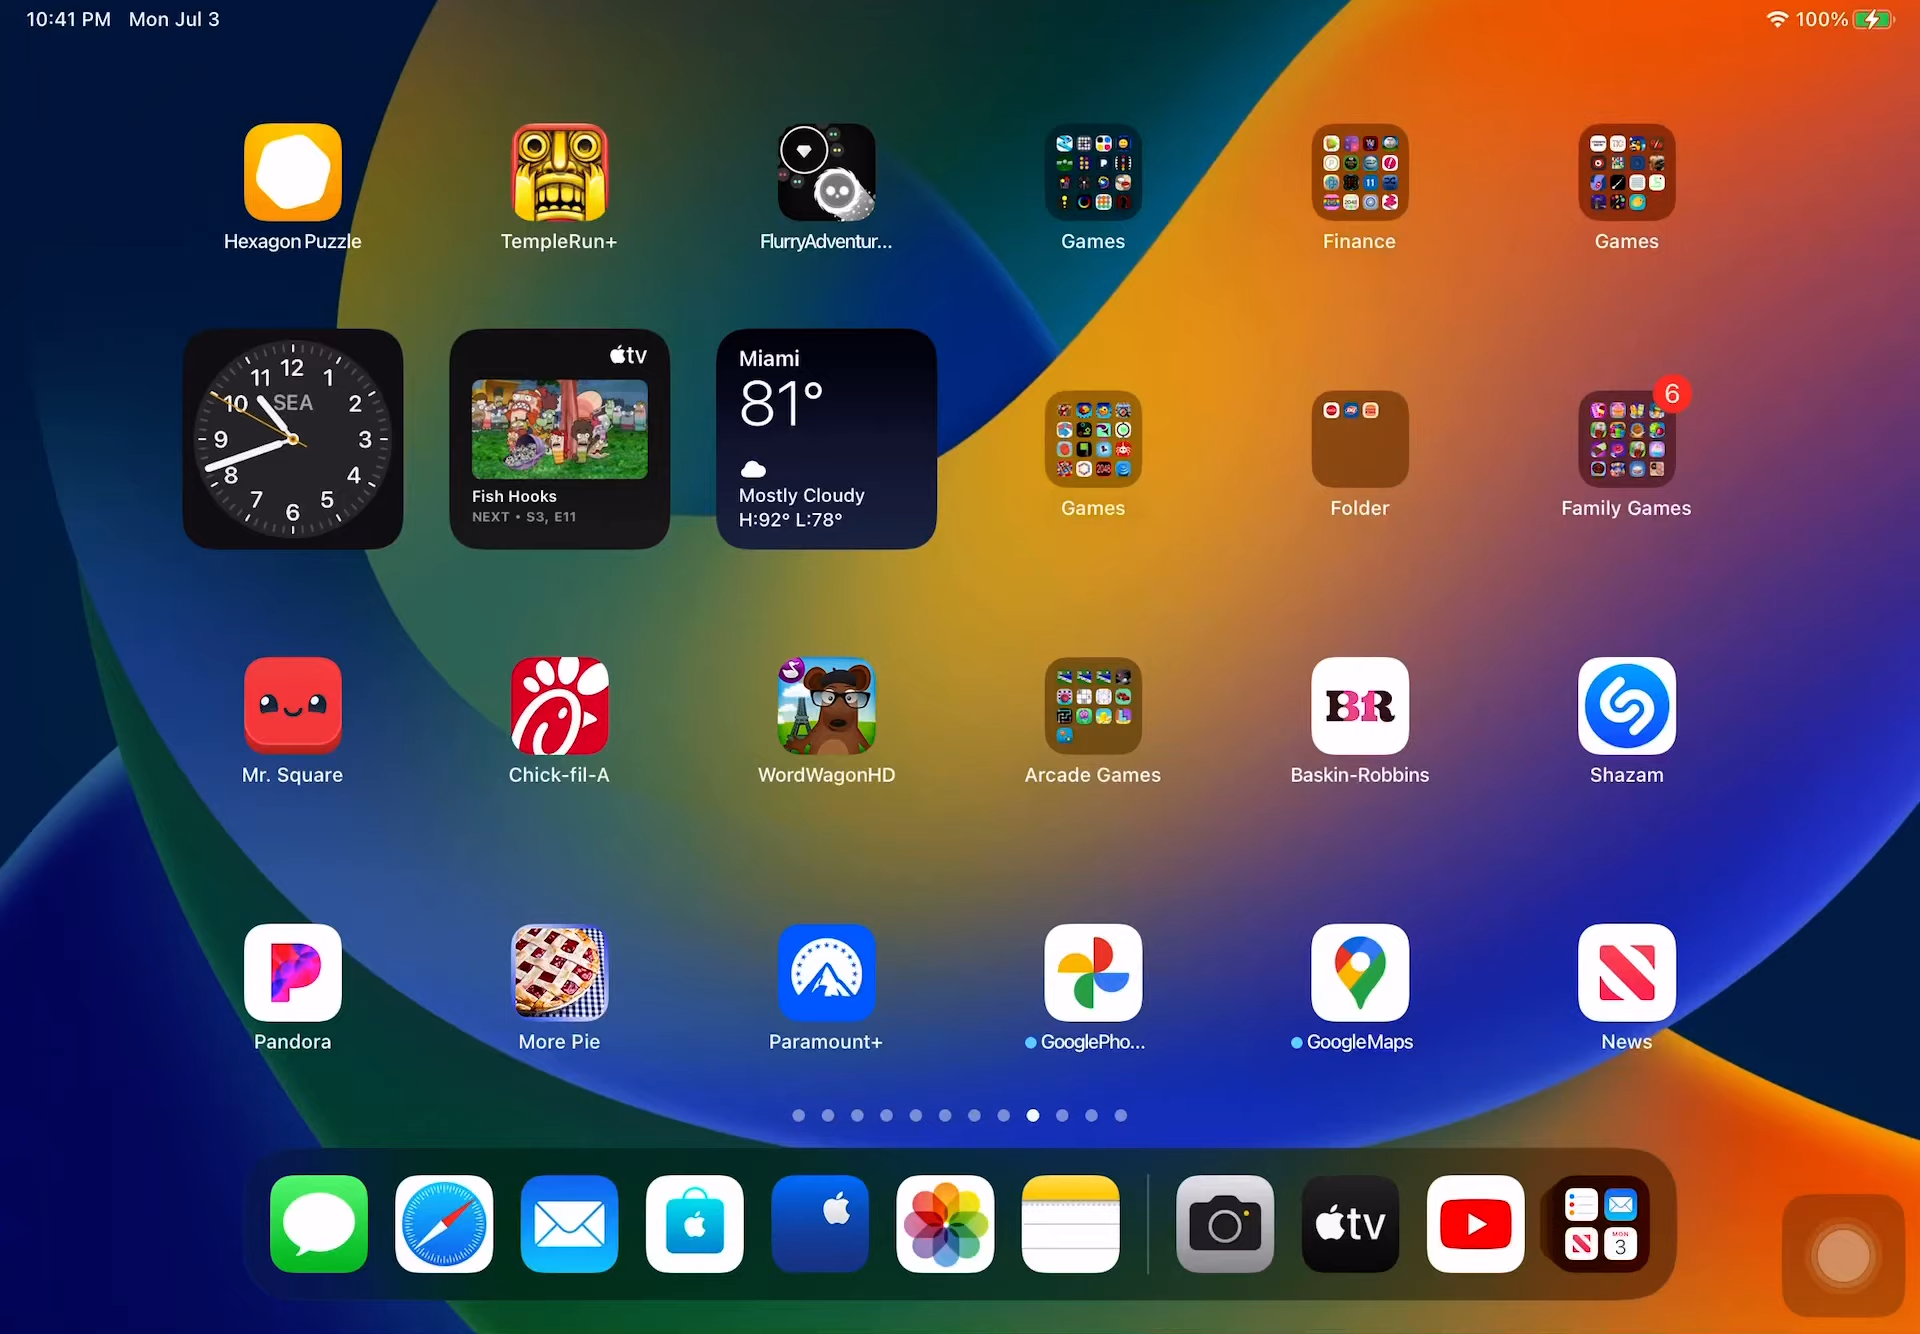 10:41 PM Mon Jul 3
100%
Hexagon Puzzle
TempleRun+
FlurryAdventur...
Games
Finance
Games
12
11 1
10 SEA 2
9 3
8 4
7 5
6
tv
Fish Hooks
NEXT • S3, E11
Miami
81°
Mostly Cloudy
H:92° L:78°
Games
Folder
6
Family Games
Mr. Square
Chick-fil-A
WordWagonHD
Arcade Games
BR
Baskin-Robbins
Shazam
Pandora
More Pie
Paramount+
GooglePho...
GoogleMaps
News
tv
MON
3